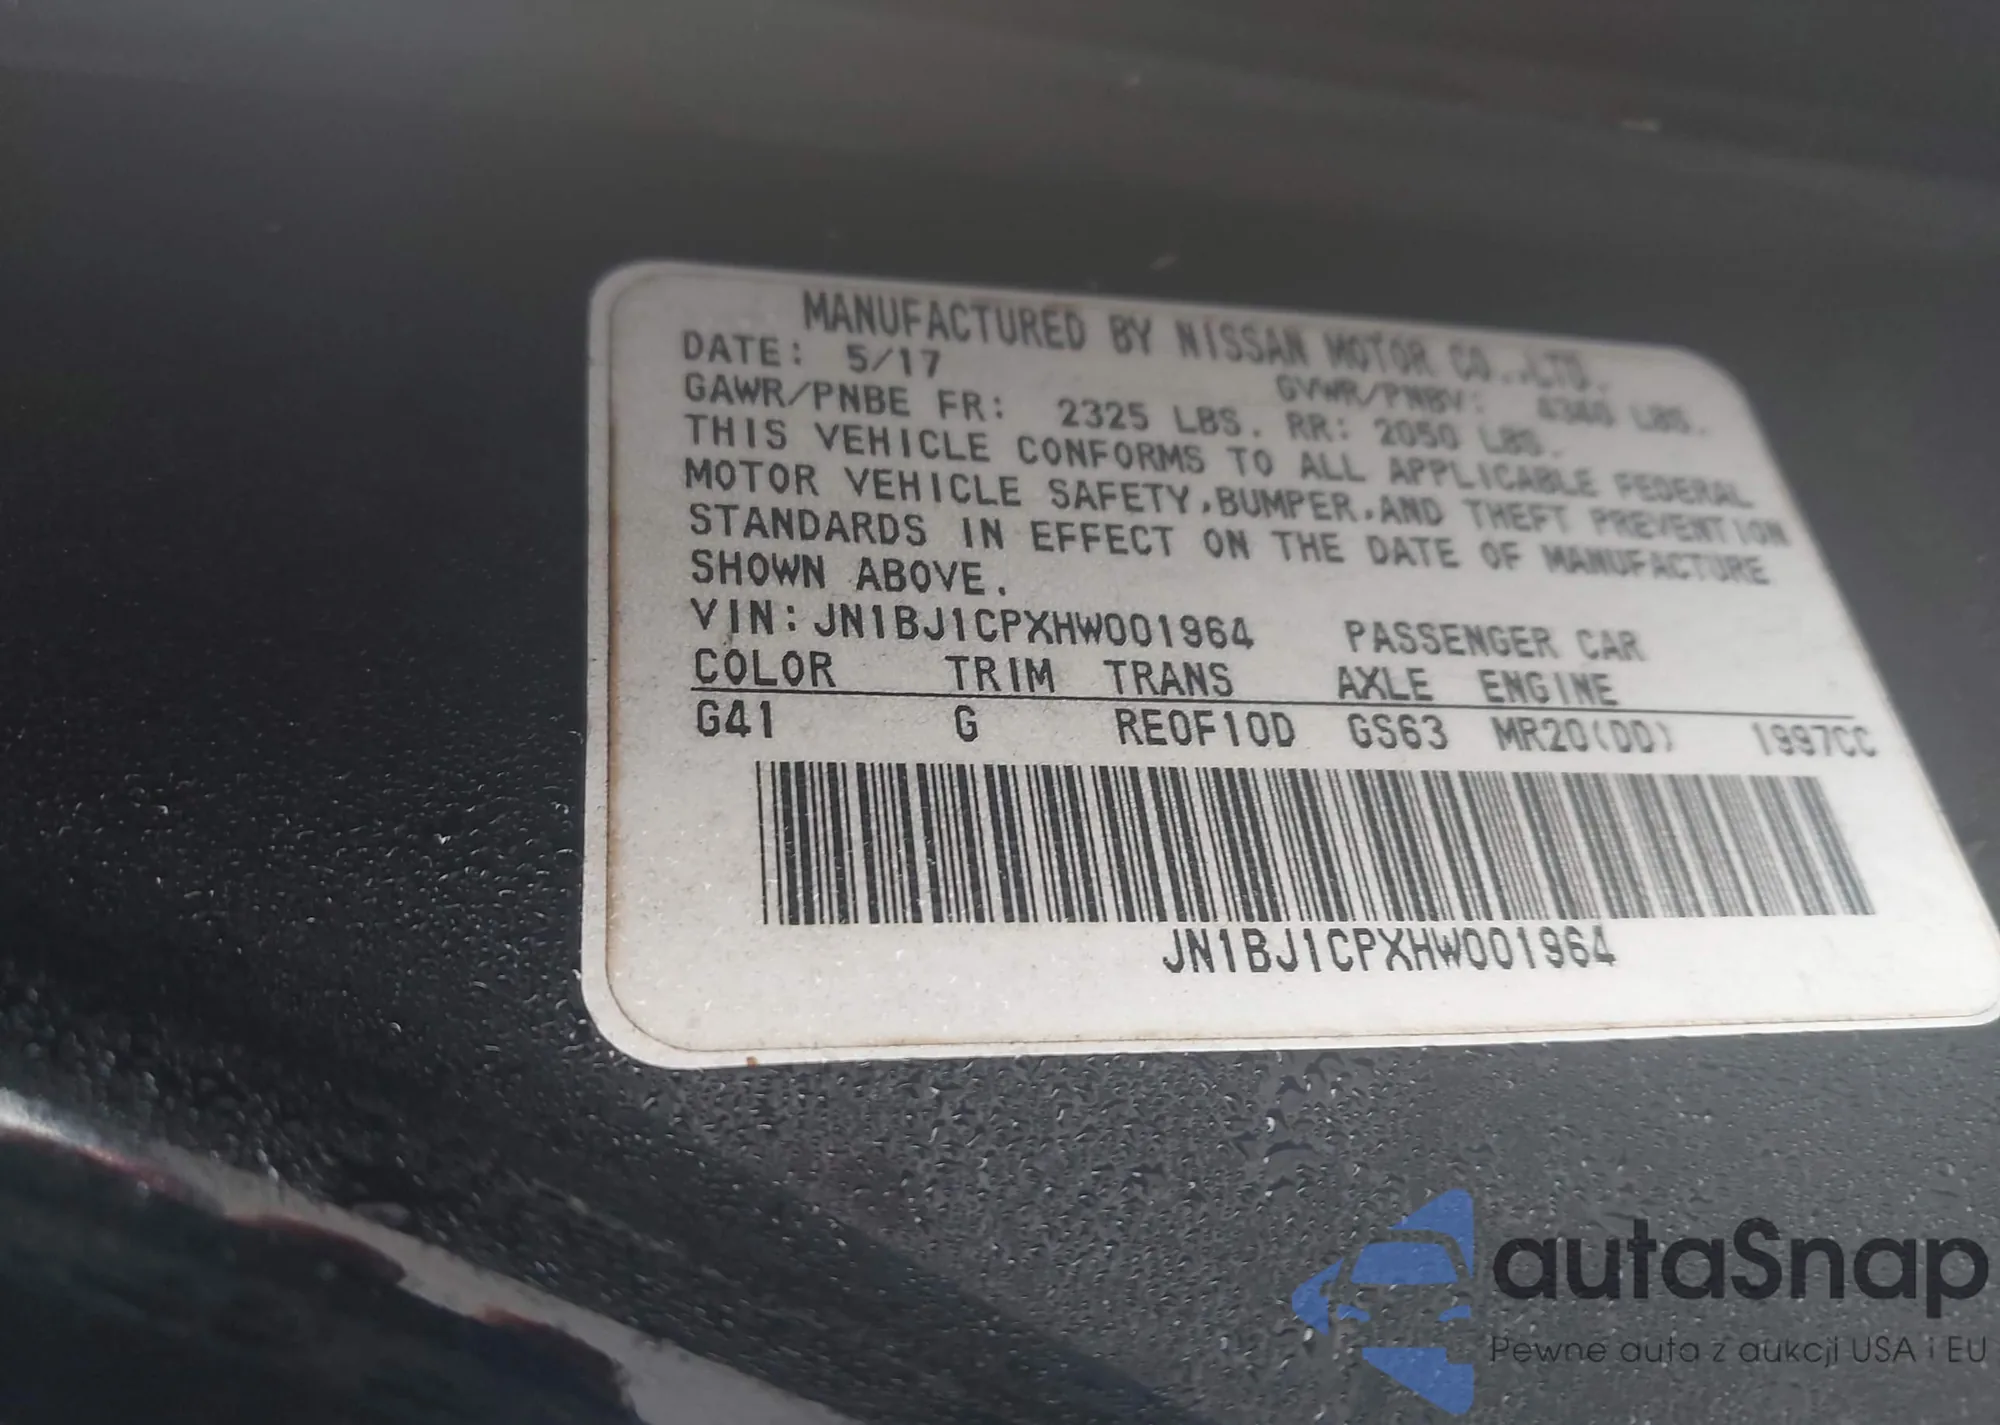 MANUFACTURED BY NISSAN MOTOR CO.,LTD.
DATE: 5/17 GVWR/PNBV: 4340 LBS.
GAWR/PNBE FR: 2325 LBS. RR: 2050 LBS.
THIS VEHICLE CONFORMS TO ALL APPLICABLE FEDERAL
MOTOR VEHICLE SAFETY,BUMPER,AND THEFT PREVENTION
STANDARDS IN EFFECT ON THE DATE OF MANUFACTURE
SHOWN ABOVE.
VIN: JN1BJ1CPXHW001964 PASSENGER CAR
COLOR TRIM TRANS AXLE ENGINE
G41 G RE0F10D GS63 MR20(DD) 1997CC
JN1BJ1CPXHW001964
autaSnap
Pewne auta z aukcji USA i EU